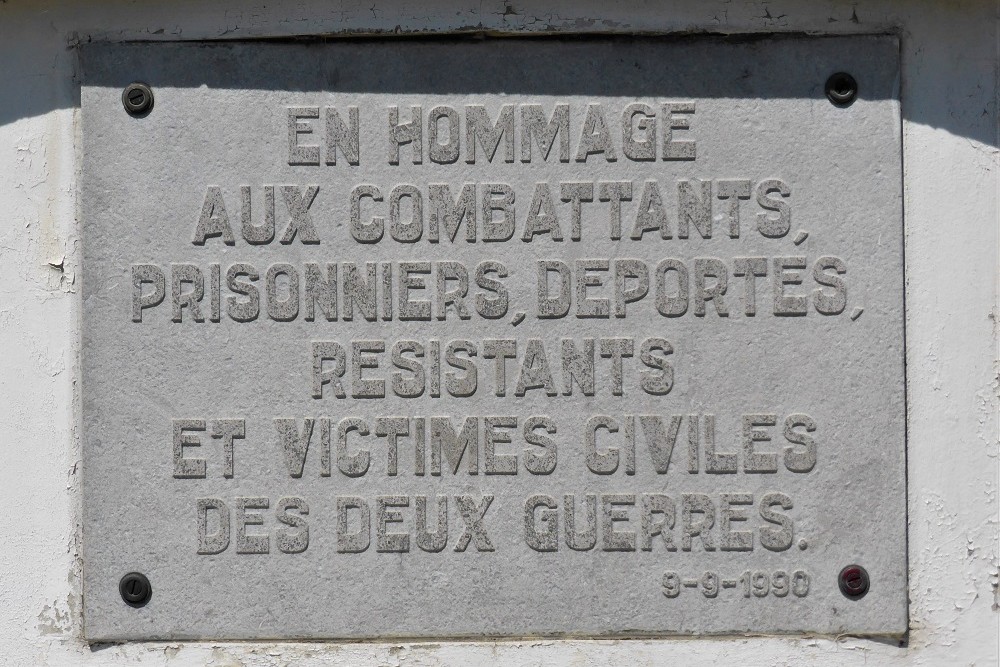 EN HOMMAGE
AUX COMBATTANTS,
PRISONNIERS, DEPORTES,
RESISTANTS
ET VICTIMES CIVILES
DES DEUX GUERRES.
9-9-1990